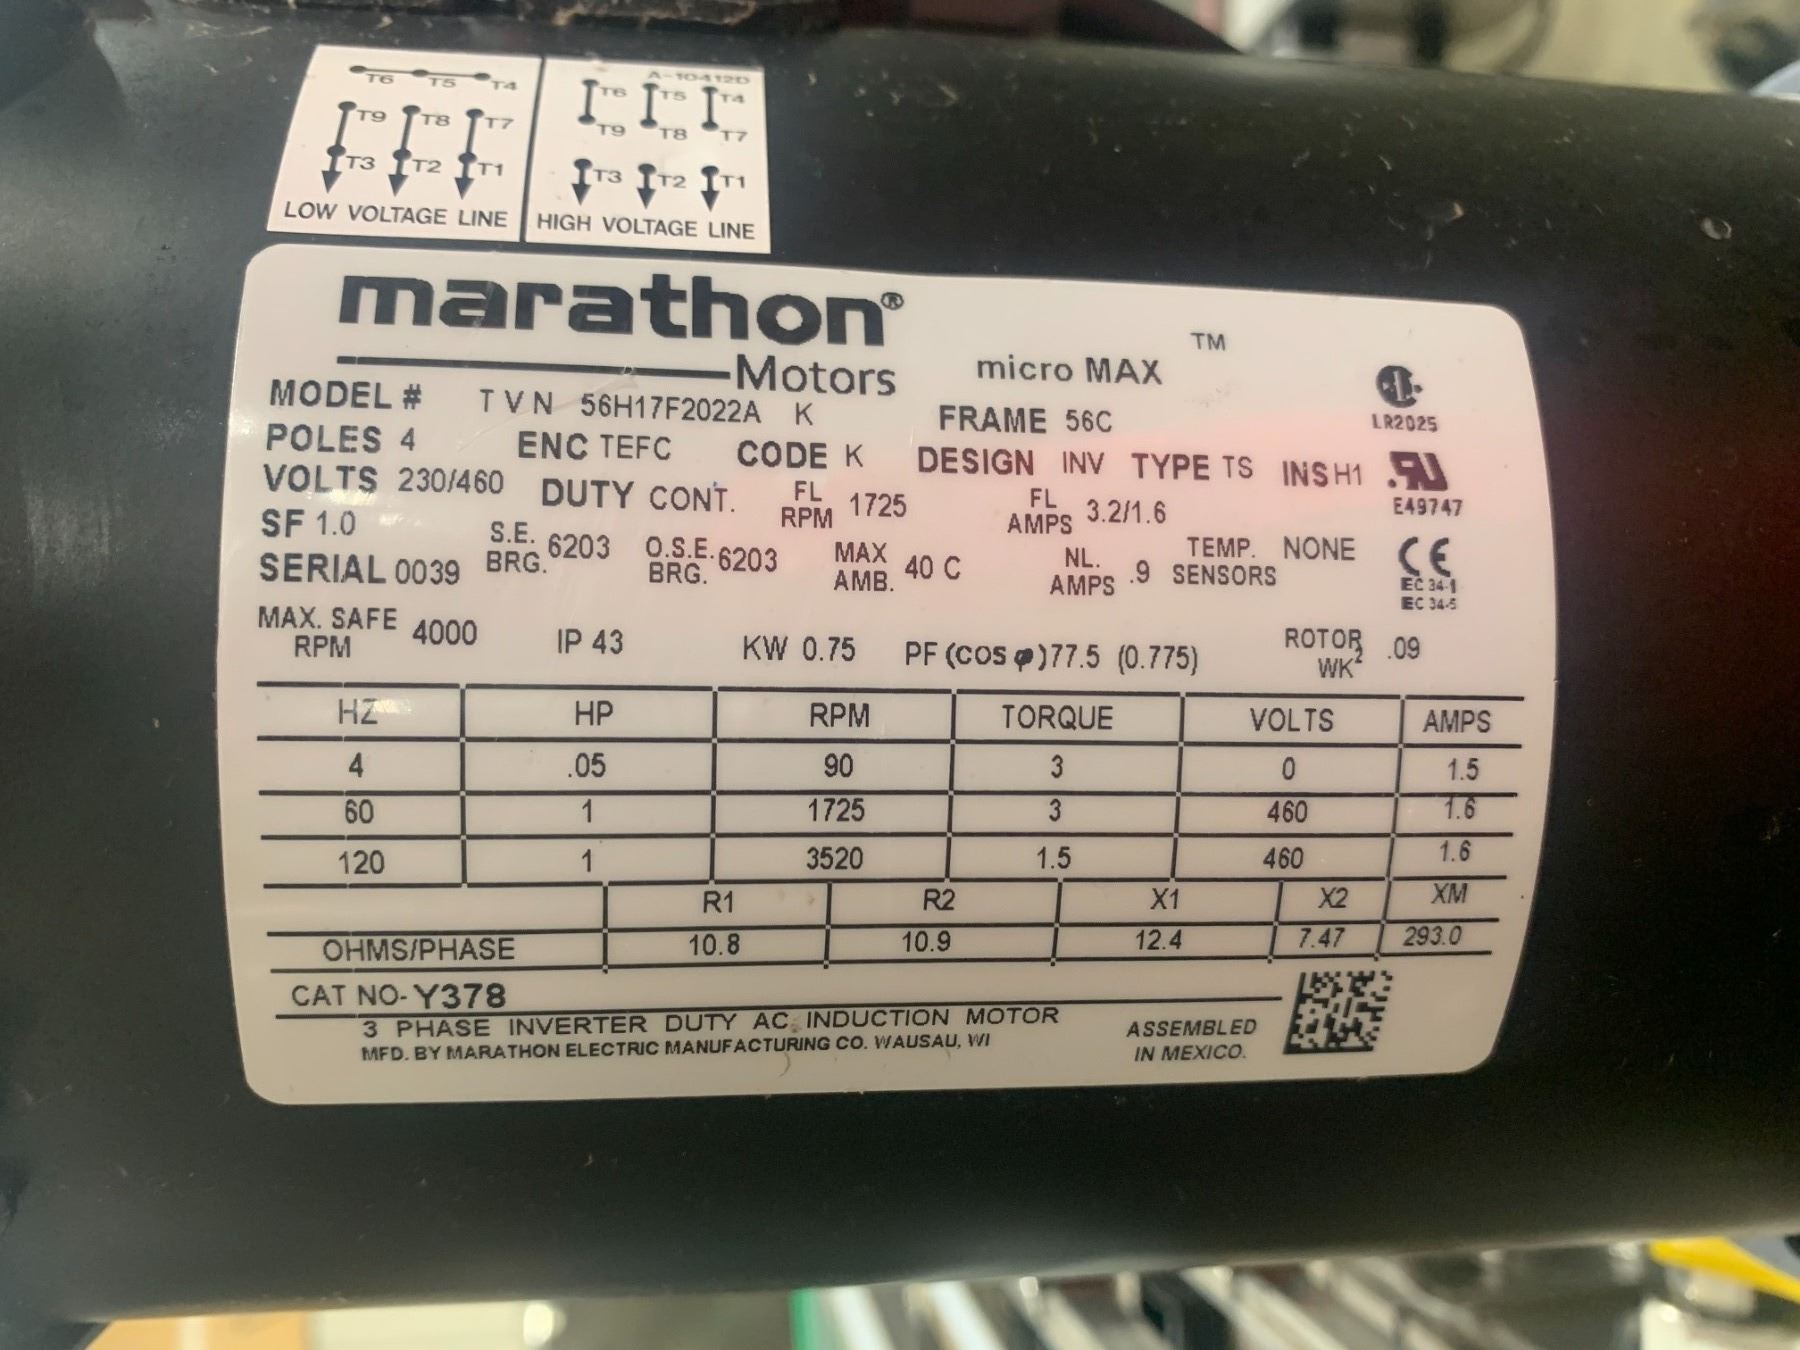 A-10412D
T6 T5 T4
T9 T8 T7
T3 T2 T1
LOW VOLTAGE LINE
T6 T5 T4
T9 T8 T7
T3 T2 T1
HIGH VOLTAGE LINE
marathon®
Motors
micro MAX ™
MODEL # TVN 56H17F2022A K FRAME 56C
LR2025
POLES 4 ENC TEFC CODE K DESIGN INV TYPE TS INS H1
VOLTS 230/460 DUTY CONT. FL RPM 1725 FL AMPS 3.2/1.6
E49747
SF 1.0 S.E. BRG. 6203 O.S.E. BRG. 6203 MAX AMB. 40 C NL. AMPS .9 TEMP. SENSORS NONE
CE
EC 34-1
EC 34-5
SERIAL 0039
MAX. SAFE RPM 4000 IP 43 KW 0.75 PF (COS φ) 77.5 (0.775) ROTOR WK² .09
HZ HP RPM TORQUE VOLTS AMPS
4 .05 90 3 0 1.5
60 1 1725 3 460 1.6
120 1 3520 1.5 460 1.6
R1 R2 X1 X2 XM
OHMS/PHASE 10.8 10.9 12.4 7.47 293.0
CAT NO- Y378
3 PHASE INVERTER DUTY AC INDUCTION MOTOR
MFD. BY MARATHON ELECTRIC MANUFACTURING CO. WAUSAU, WI
ASSEMBLED
IN MEXICO.